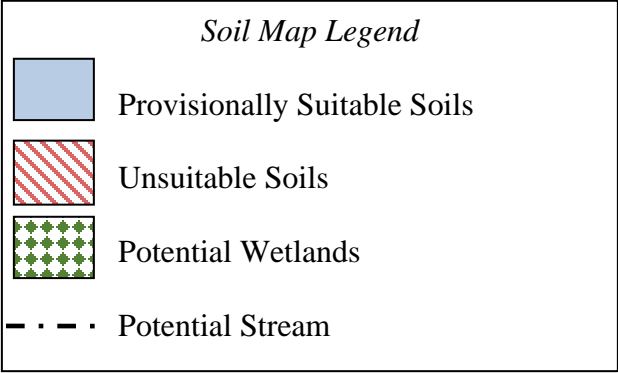 Soil Map Legend
Provisionally Suitable Soils
Unsuitable Soils
Potential Wetlands
Potential Stream